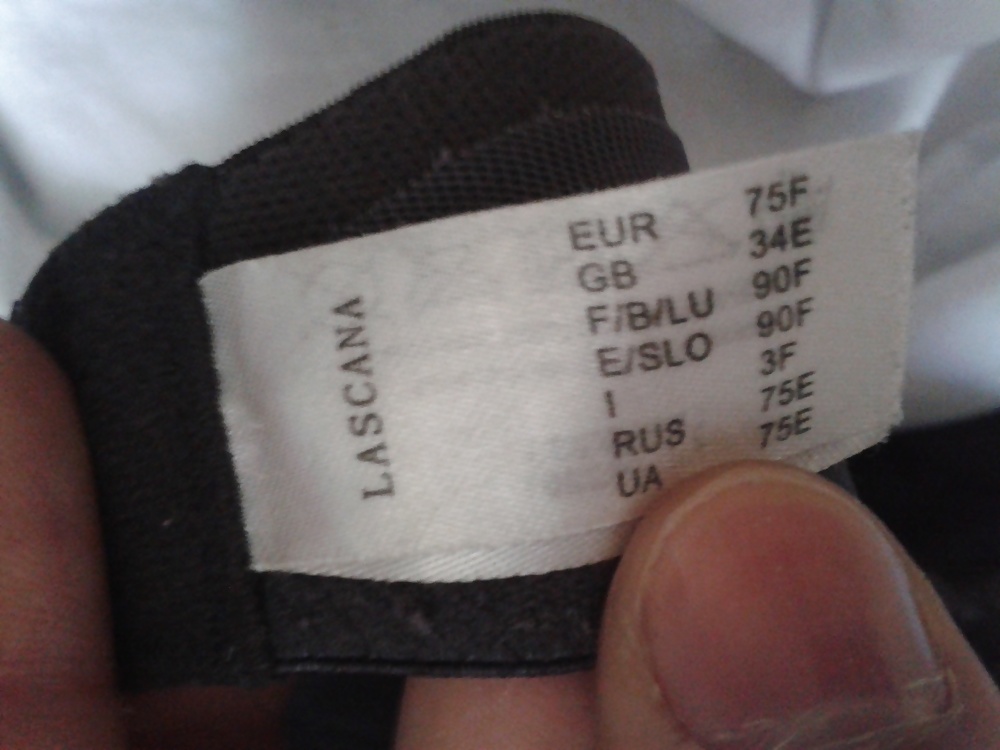 LASCANA
EUR 75F
GB 34E
F/B/LU 90F
E/SLO 90F
I 3F
RUS 75E
UA 75E